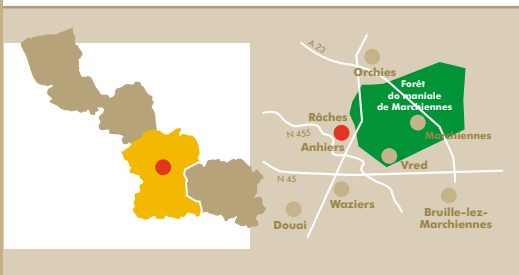 A 23
Orchies
Forêt
domaniale
de Marchiennes
Râches
Marchiennes
N 455
Anhiers
Vred
N 45
Waziers
Douai
Bruille-lez-
Marchiennes